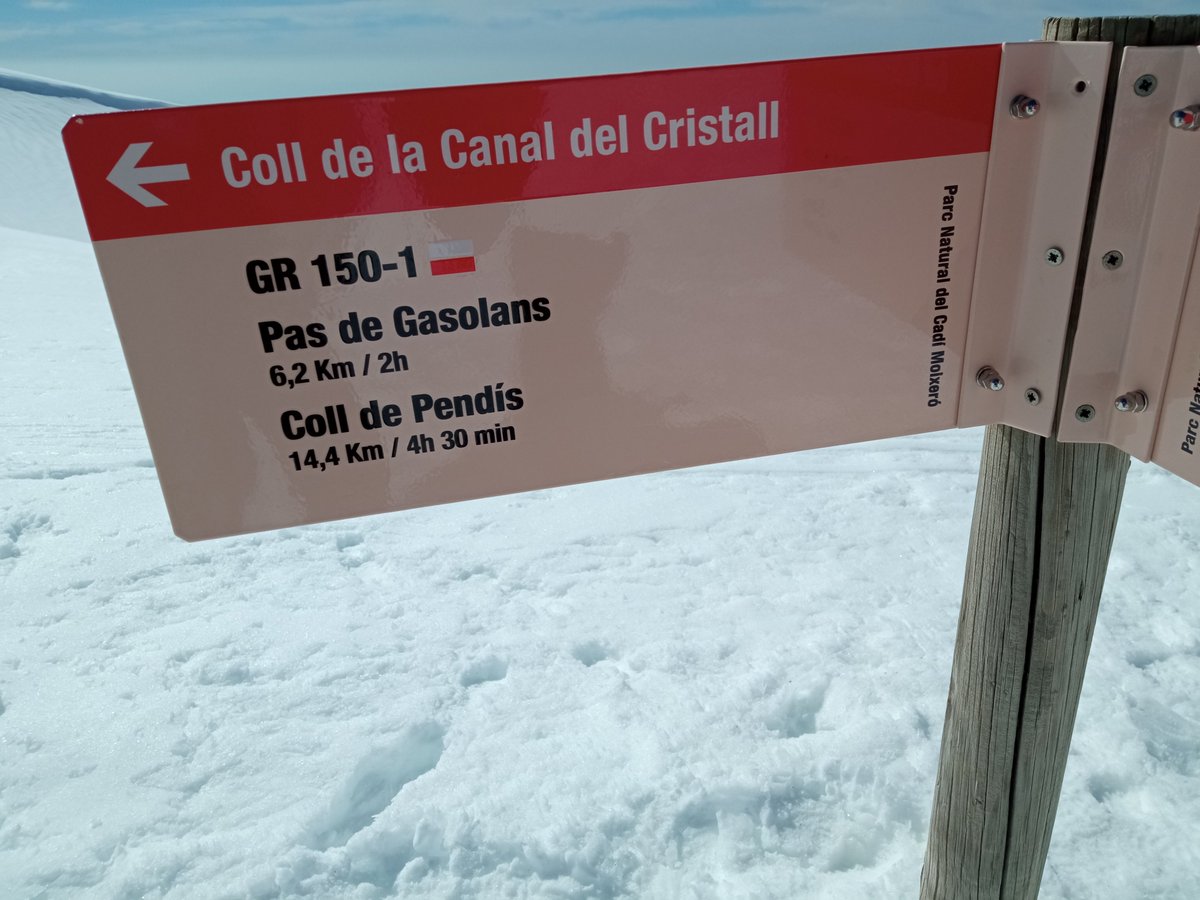 Coll de la Canal del Cristall
GR 150-1
Pas de Gasolans
6,2 Km / 2h
Coll de Pendís
14,4 Km / 4h 30 min
Parc Natural del Cadí Moixeró
Parc